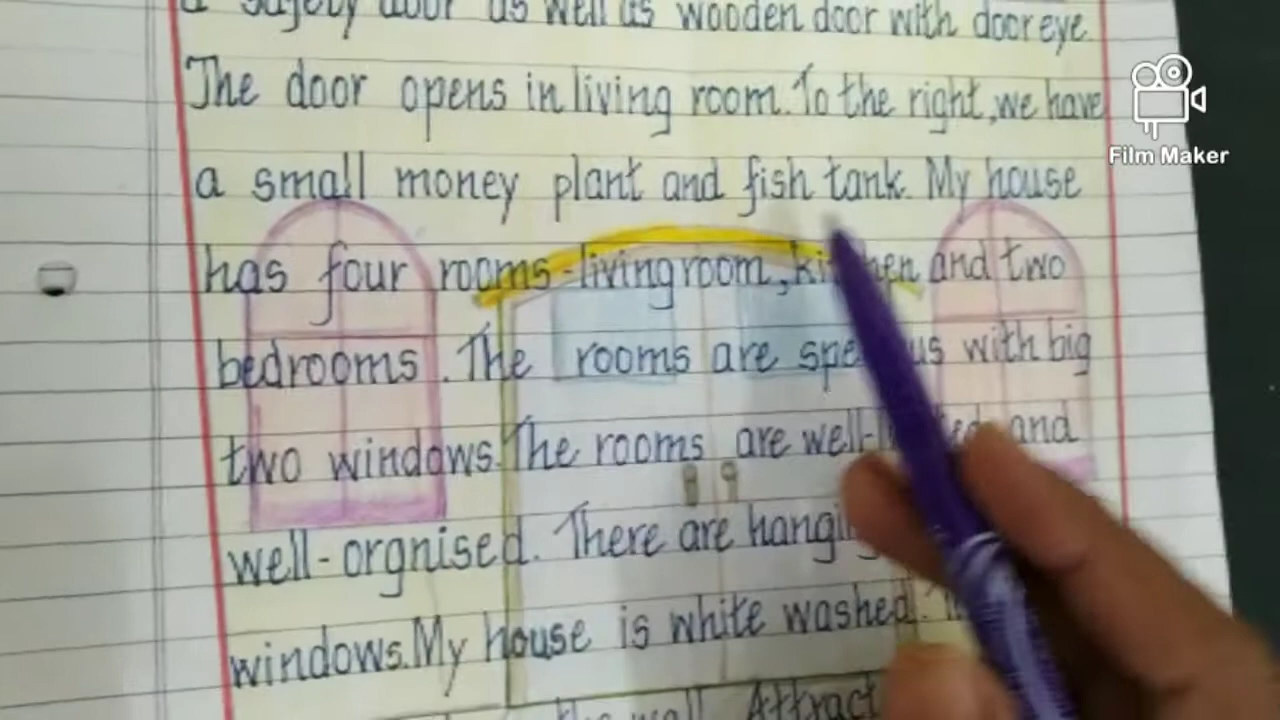 a safety door as well as wooden door with door eye
The door opens in living room. To the right, we have
a small money plant and fish tank. My house
has four rooms - living room, kitchen and two
bedrooms. The rooms are with big
two windows. The rooms are and
well-orgnised. There are
windows. My house is white washed.
the wall Attract
Film Maker